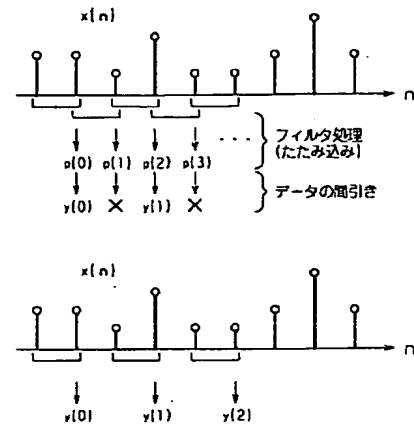 x(n)
n
p(0) p(1) p(2) p(3) ・・・
フィルタ処理
(たたみ込み)
y(0) × y(1) ×
データの間引き
x(n)
n
y(0) y(1) y(2)